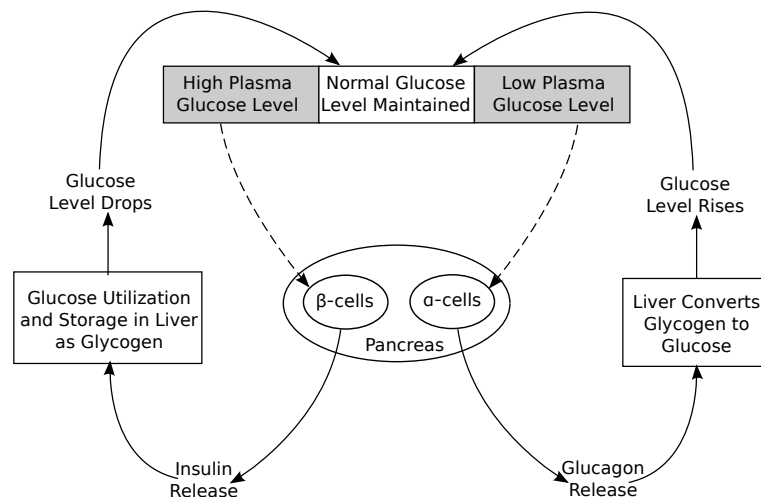 High Plasma
Glucose Level
Normal Glucose
Level Maintained
Low Plasma
Glucose Level
Glucose
Level Drops
Glucose
Level Rises
Glucose Utilization
and Storage in Liver
as Glycogen
β-cells
α-cells
Pancreas
Liver Converts
Glycogen to
Glucose
Insulin
Release
Glucagon
Release